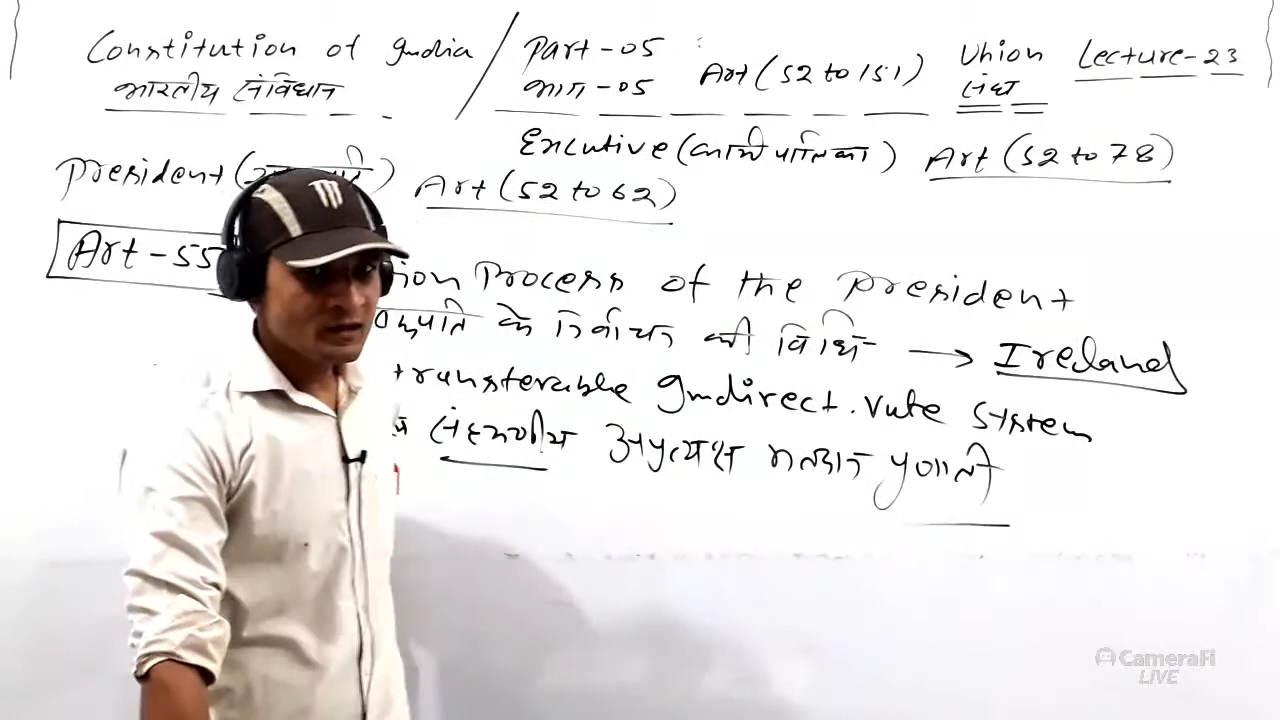 Constitution of India / Part-05 Art (52 to 151) Union Lecture-23
भारतीय संविधान भाग-05 संघ
Executive (कार्यपालिका) Art (52 to 78)
President ( Art (52 to 62)
Art-55
ion Process of the President
के निर्वाचन की विधि → Ireland
transferable Indirect. Vote System
अप्रत्यक्ष मतदान प्रणाली
CameraFi
LIVE